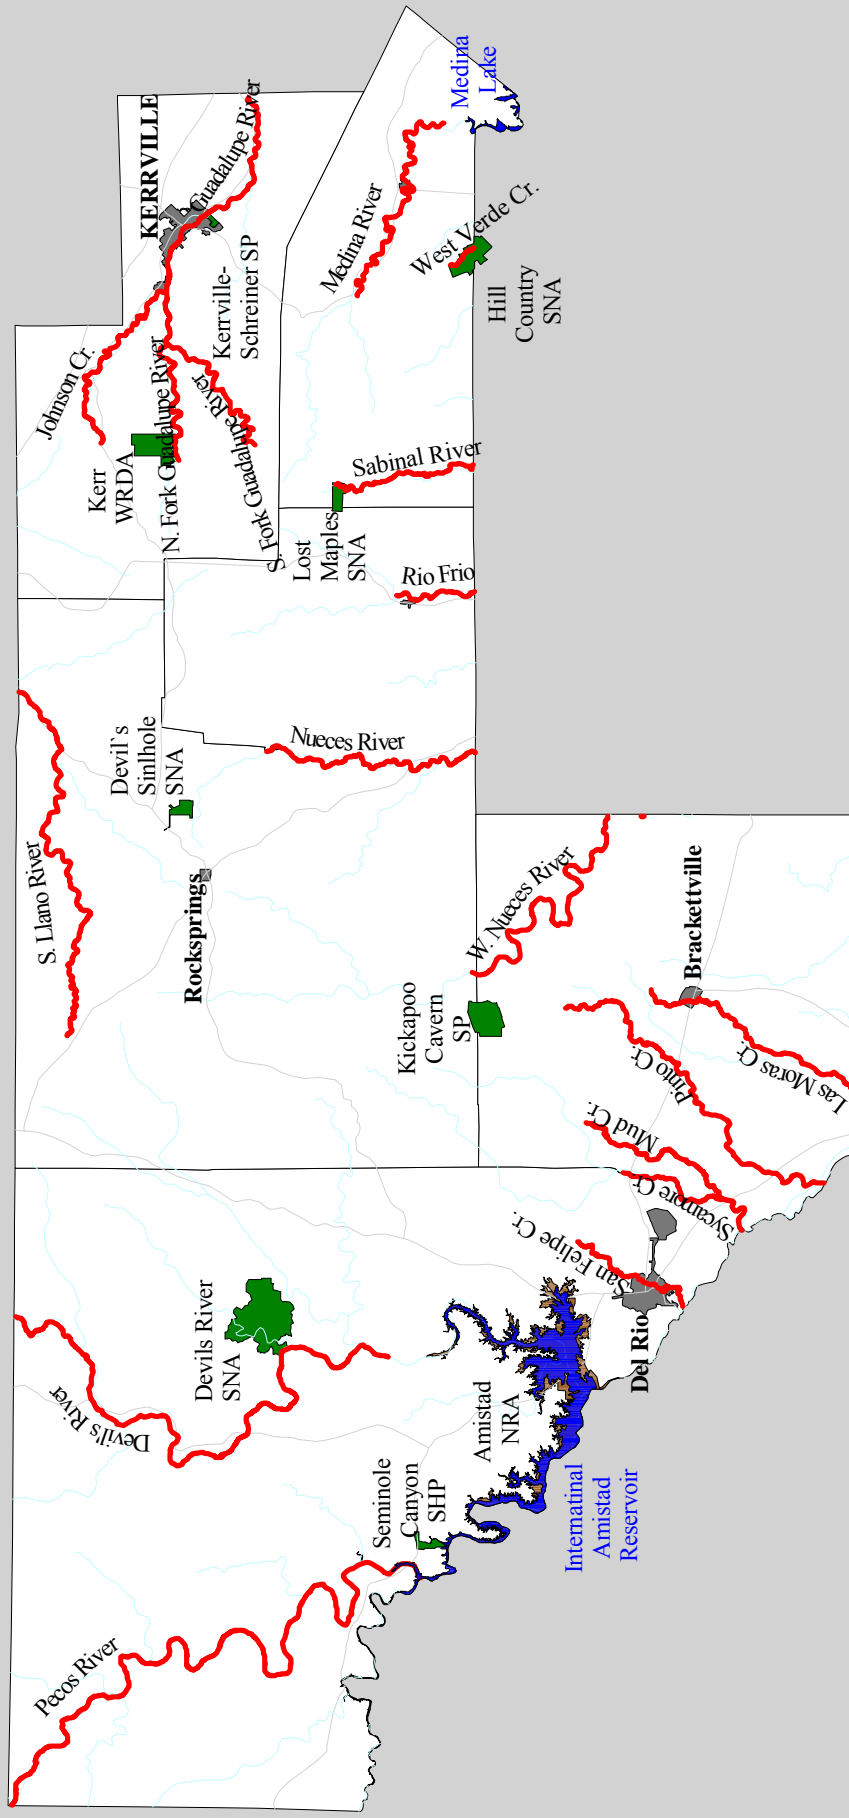 Pecos River
Devil's River
Devils River
SNA
Seminole
Canyon
SHP
Amistad
NRA
Internatinal
Amistad
Reservoir
Del Rio
San Felipe Cr.
Sycamore Cr.
Mud Cr.
Pinto Cr.
Las Moras Cr.
Brackettville
Kickapoo
Cavern
SP
W. Nueces River
S. Llano River
Rocksprings
Devil`s
Sinlhole
SNA
Nueces River
Rio Frio
Lost
Maples
SNA
Sabinal River
Johnson Cr.
Kerr
WRDA
N. Fork Guadalupe River
S. Fork Guadalupe River
Kerrville-
Schreiner SP
KERRVILLE
Guadalupe River
Medina River
West Verde Cr.
Hill
Country
SNA
Medina
Lake